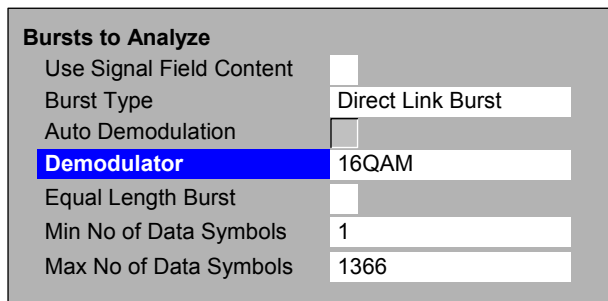 Bursts to Analyze
Use Signal Field Content
Burst Type Direct Link Burst
Auto Demodulation
Demodulator 16QAM
Equal Length Burst
Min No of Data Symbols 1
Max No of Data Symbols 1366